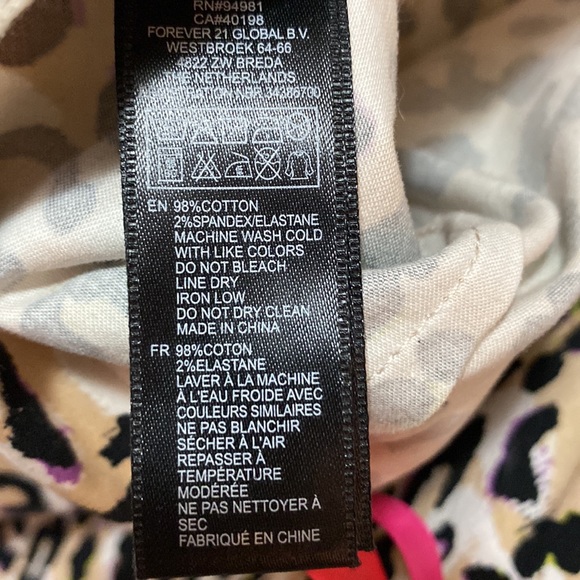 RN#94981
CA#40198
FOREVER 21 GLOBAL B.V.
WESTBROEK 64-66
4822 ZW BREDA
THE NETHERLANDS
EN 98%COTTON
2%SPANDEX/ELASTANE
MACHINE WASH COLD
WITH LIKE COLORS
DO NOT BLEACH
LINE DRY
IRON LOW
DO NOT DRY CLEAN
MADE IN CHINA
FR 98%COTON
2%ELASTANE
LAVER À LA MACHINE
À L'EAU FROIDE AVEC
COULEURS SIMILAIRES
NE PAS BLANCHIR
SÉCHER À L'AIR
REPASSER À
TEMPÉRATURE
MODÉRÉE
NE PAS NETTOYER À
SEC
FABRIQUÉ EN CHINE